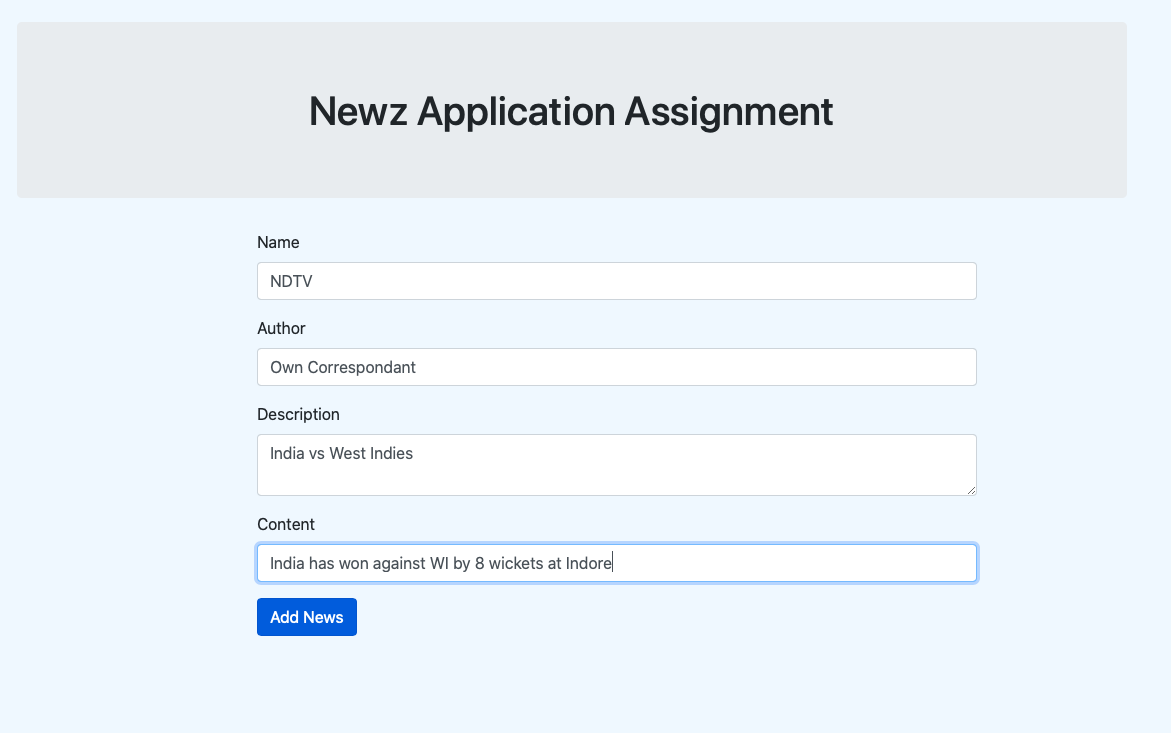 Newz Application Assignment
Name
NDTV
Author
Own Correspondant
Description
India vs West Indies
Content
India has won against WI by 8 wickets at Indore
Add News